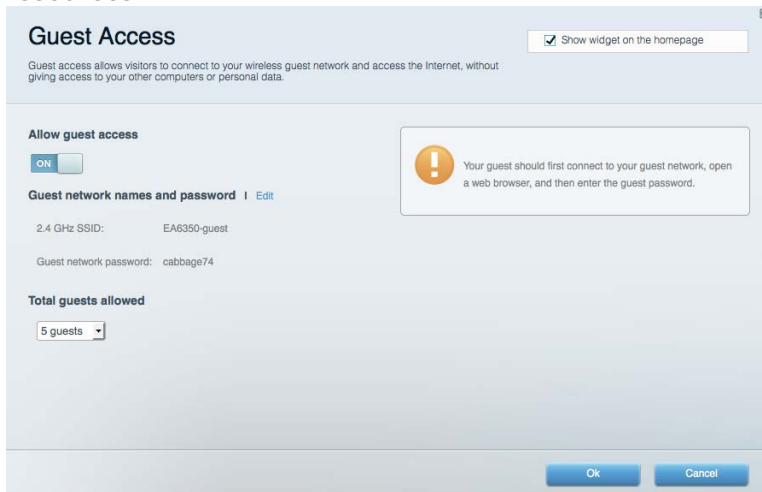 Guest Access
Show widget on the homepage
Guest access allows visitors to connect to your wireless guest network and access the Internet, without
giving access to your other computers or personal data.
Allow guest access
ON
Your guest should first connect to your guest network, open
a web browser, and then enter the guest password.
Guest network names and password | Edit
2.4 GHz SSID: EA6350-guest
Guest network password: cabbage74
Total guests allowed
5 guests
Ok
Cancel